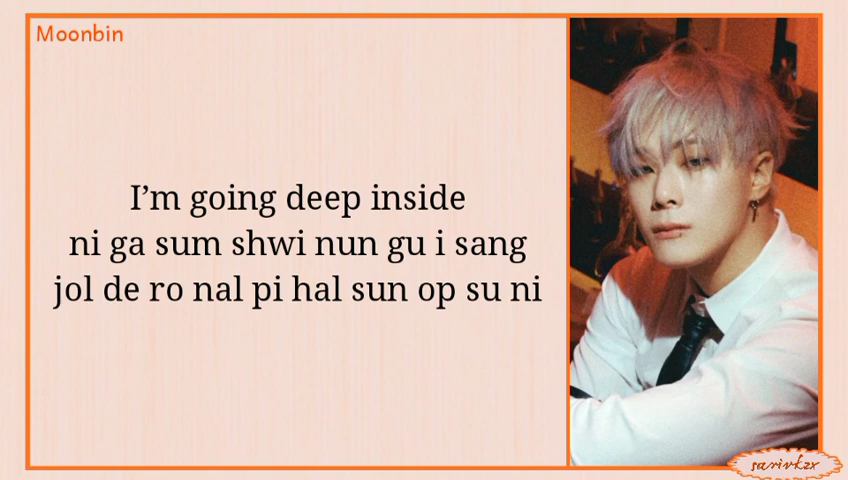 Moonbin
I’m going deep inside
ni ga sum shwi nun gu i sang
jol de ro nal pi hal sun op su ni
sarivkzx